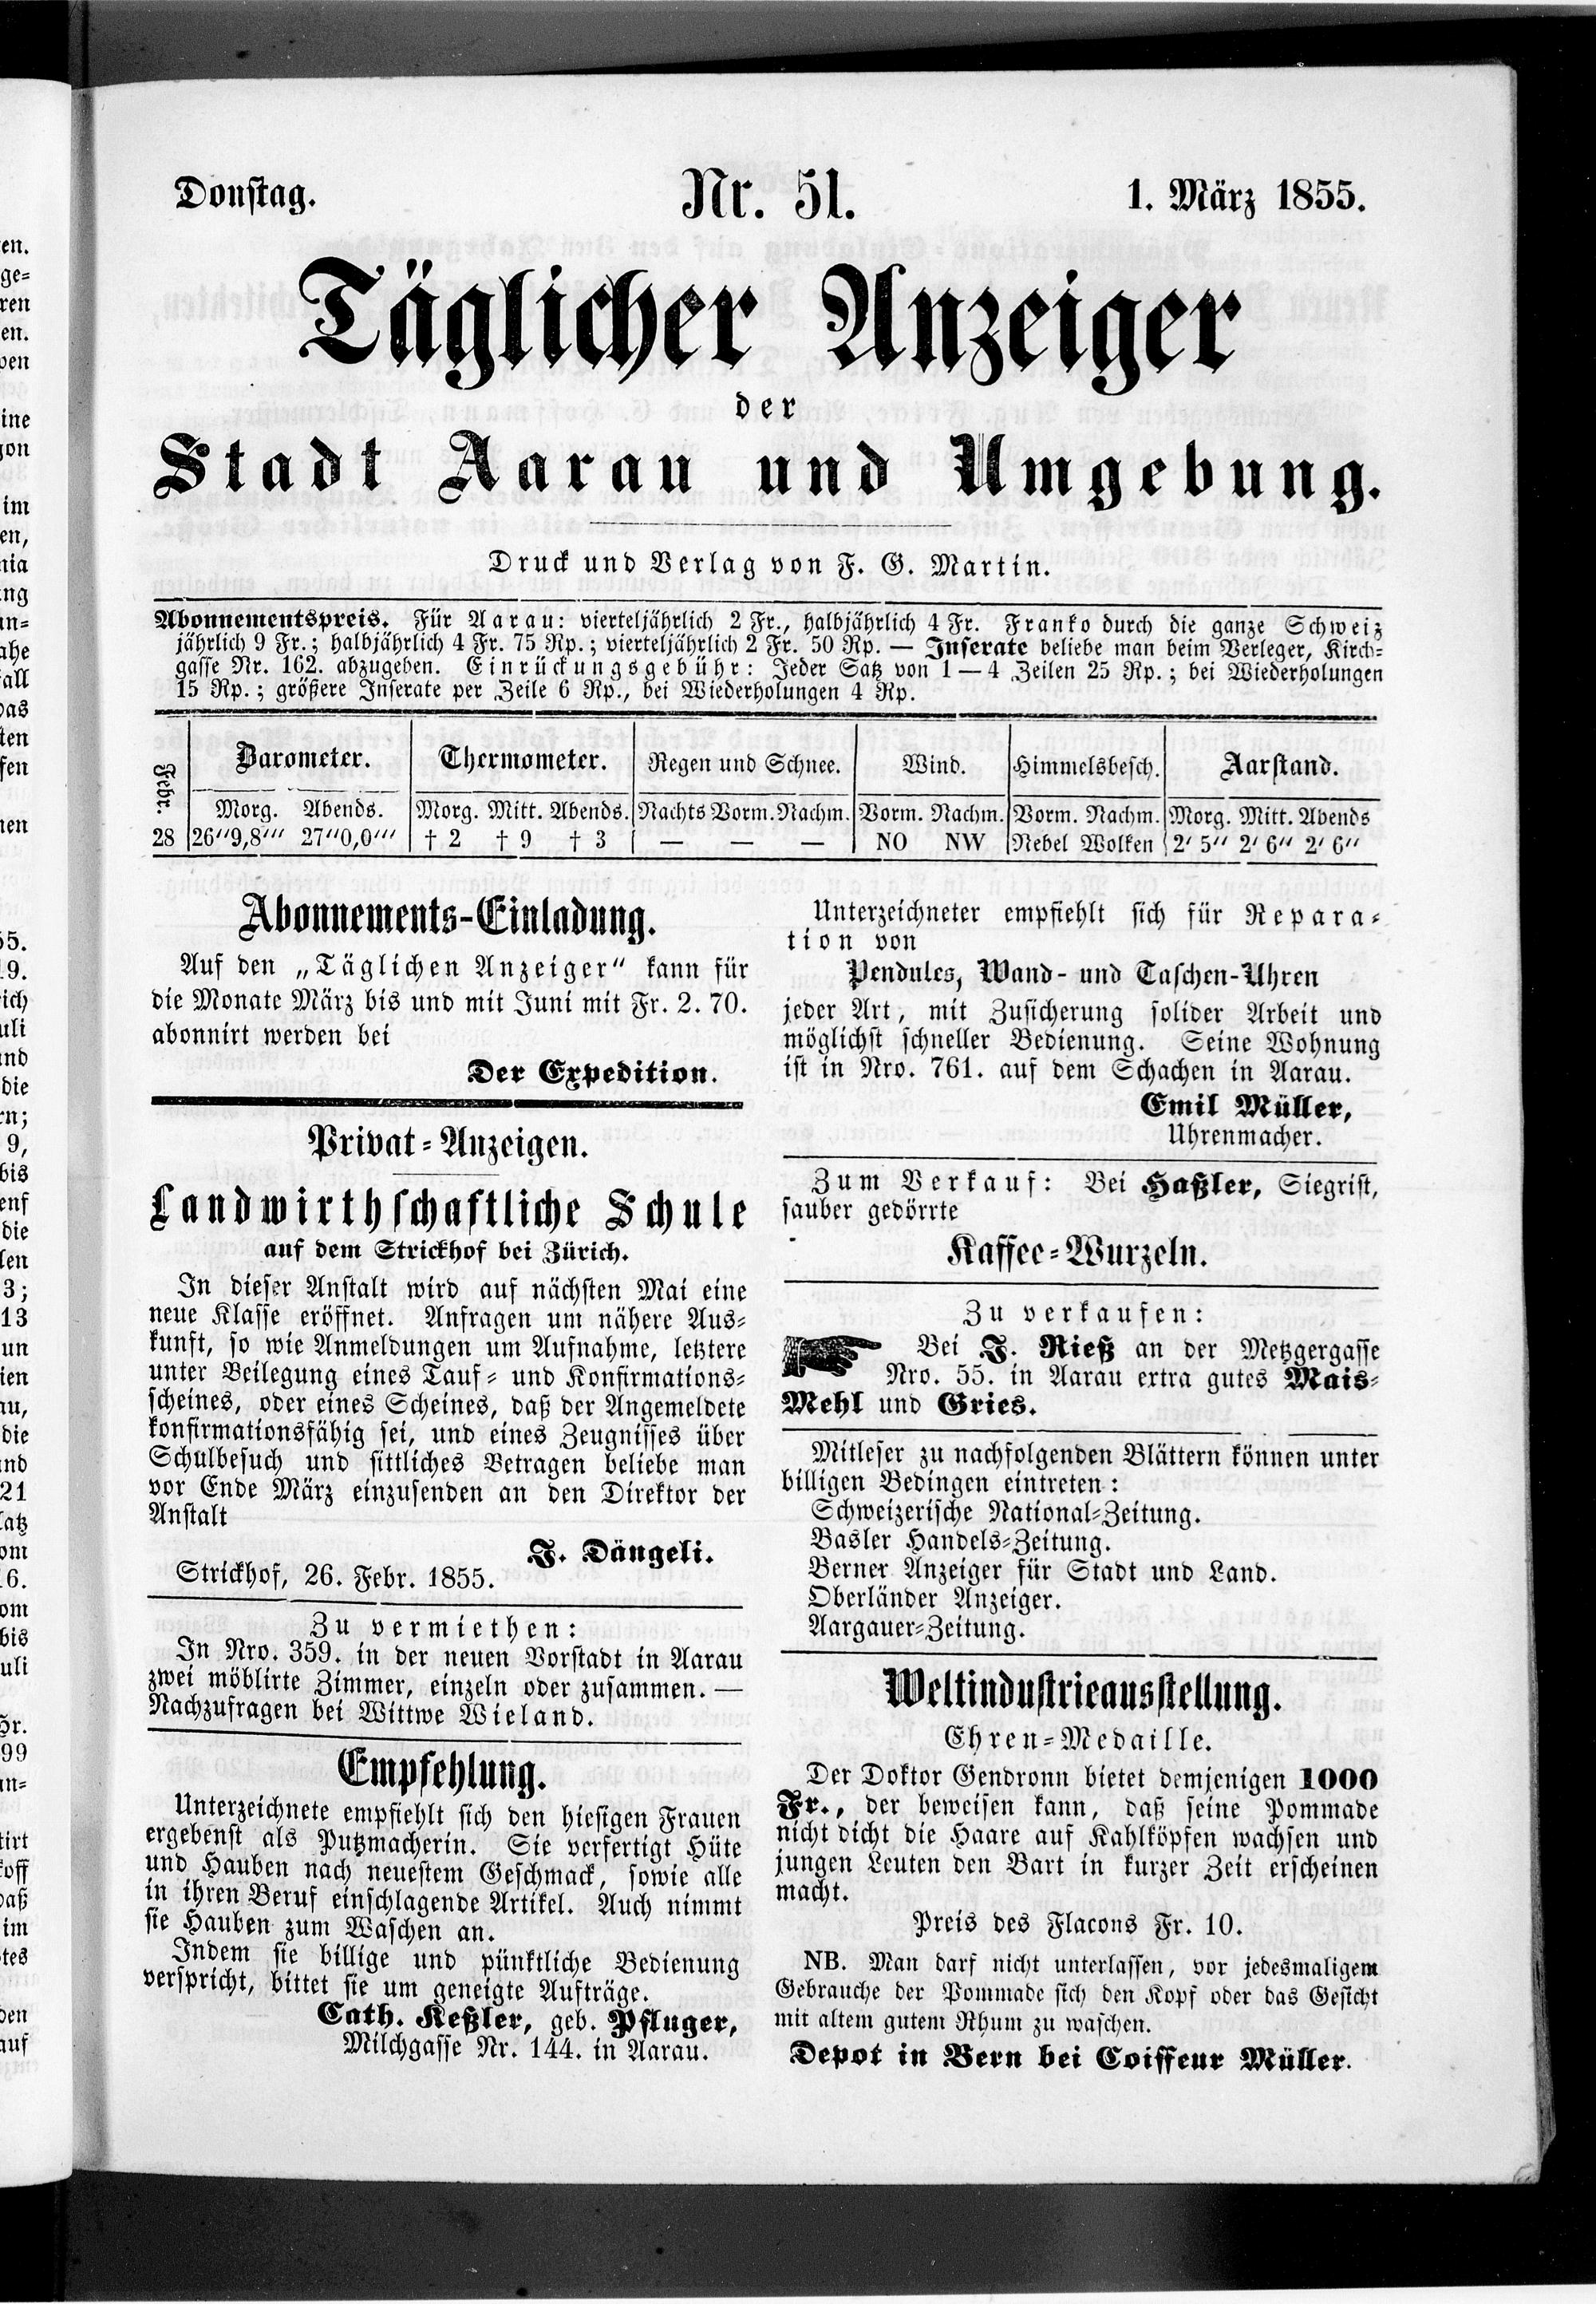 Donstag.
Nr. 51.
1. März 1855.
Täglicher Anzeiger
der
Stadt Aarau und Umgebung.
Druck und Verlag von F. G. Martin.
Abonnementspreis. Für Aarau: vierteljährlich 2 Fr., halbjährlich 4 Fr. Franko durch die ganze Schweiz
jährlich 9 Fr.; halbjährlich 4 Fr. 75 Rp.; vierteljährlich 2 Fr. 50 Rp. — Inserate beliebe man beim Verleger, Kirch-
gasse Nr. 162. abzugeben. Einrückungsgebühr: Jeder Satz von 1—4 Zeilen 25 Rp.; bei Wiederholungen
15 Rp.; größere Inserate per Zeile 6 Rp., bei Wiederholungen 4 Rp.
Febr. Barometer. Thermometer. Regen und Schnee. Wind. Himmelsbesch. Aarstand.
Morg. Abends. Morg. Mitt. Abends. Nachts Vorm. Nachm. Vorm. Nachm. Vorm. Nachm. Morg. Mitt. Abends
28 26"9,8"' 27"0,0"' † 2 † 9 † 3 — — — NO NW Nebel Wolken 2' 5" 2' 6" 2' 6"
Abonnements-Einladung.
Auf den „Täglichen Anzeiger“ kann für
die Monate März bis und mit Juni mit Fr. 2. 70.
abonnirt werden bei
Der Expedition.
Privat-Anzeigen.
Landwirthschaftliche Schule
auf dem Strickhof bei Zürich.
In dieser Anstalt wird auf nächsten Mai eine
neue Klasse eröffnet. Anfragen um nähere Aus-
kunft, so wie Anmeldungen um Aufnahme, letztere
unter Beilegung eines Tauf- und Konfirmations-
scheines, oder eines Scheines, daß der Angemeldete
konfirmationsfähig sei, und eines Zeugnisses über
Schulbesuch und sittliches Betragen beliebe man
vor Ende März einzusenden an den Direktor der
Anstalt
J. Dängeli.
Strickhof, 26. Febr. 1855.
Zu vermiethen:
In Nro. 359. in der neuen Vorstadt in Aarau
zwei möblirte Zimmer, einzeln oder zusammen. —
Nachzufragen bei Wittwe Wieland.
Empfehlung.
Unterzeichnete empfiehlt sich den hiesigen Frauen
ergebenst als Putzmacherin. Sie verfertigt Hüte
und Hauben nach neuestem Geschmack, sowie alle
in ihren Beruf einschlagende Artikel. Auch nimmt
sie Hauben zum Waschen an.
Indem sie billige und pünktliche Bedienung
verspricht, bittet sie um geneigte Aufträge.
Cath. Keßler, geb. Pfluger,
Milchgasse Nr. 144. in Aarau.
Unterzeichneter empfiehlt sich für Repara-
tion von
Pendules, Wand- und Taschen-Uhren
jeder Art, mit Zusicherung solider Arbeit und
möglichst schneller Bedienung. Seine Wohnung
ist in Nro. 761. auf dem Schachen in Aarau.
Emil Müller,
Uhrenmacher.
Zum Verkauf: Bei Haßler, Siegrist,
sauber gedörrte
Kaffee-Wurzeln.
Zu verkaufen:
Bei J. Rieß an der Metzgergasse
Nro. 55. in Aarau extra gutes Mais-
Mehl und Gries.
Mitleser zu nachfolgenden Blättern können unter
billigen Bedingen eintreten:
Schweizerische National-Zeitung.
Basler Handels-Zeitung.
Berner Anzeiger für Stadt und Land.
Oberländer Anzeiger.
Aargauer-Zeitung.
Weltindustrieausstellung.
Ehren-Medaille.
Der Doktor Gendronn bietet demjenigen 1000
Fr., der beweisen kann, daß seine Pommade
nicht dicht die Haare auf Kahlköpfen wachsen und
jungen Leuten den Bart in kurzer Zeit erscheinen
macht.
Preis des Flacons Fr. 10.
NB. Man darf nicht unterlassen, vor jedesmaligem
Gebrauche der Pommade sich den Kopf oder das Gesicht
mit altem gutem Rhum zu waschen.
Depot in Bern bei Coiffeur Müller.